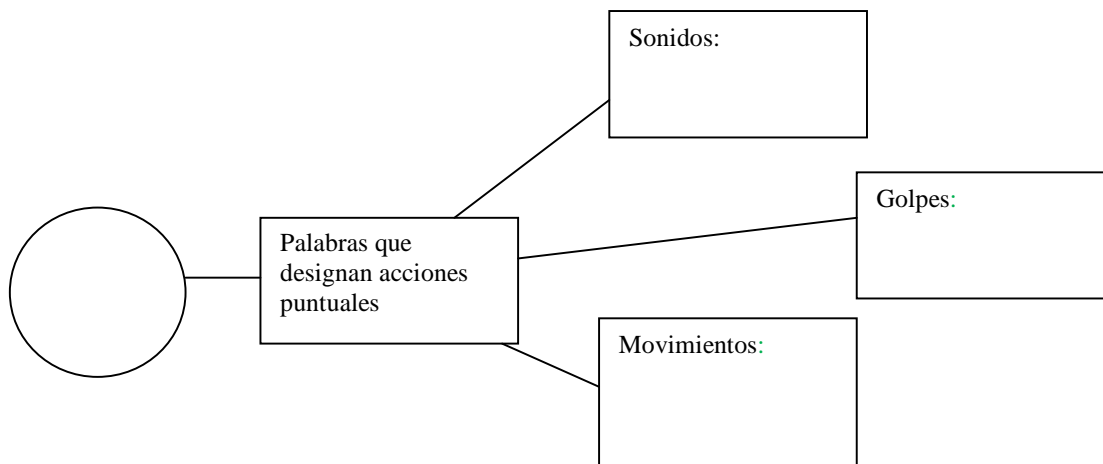 Sonidos:
Golpes:
Palabras que
designan acciones
puntuales
Movimientos: